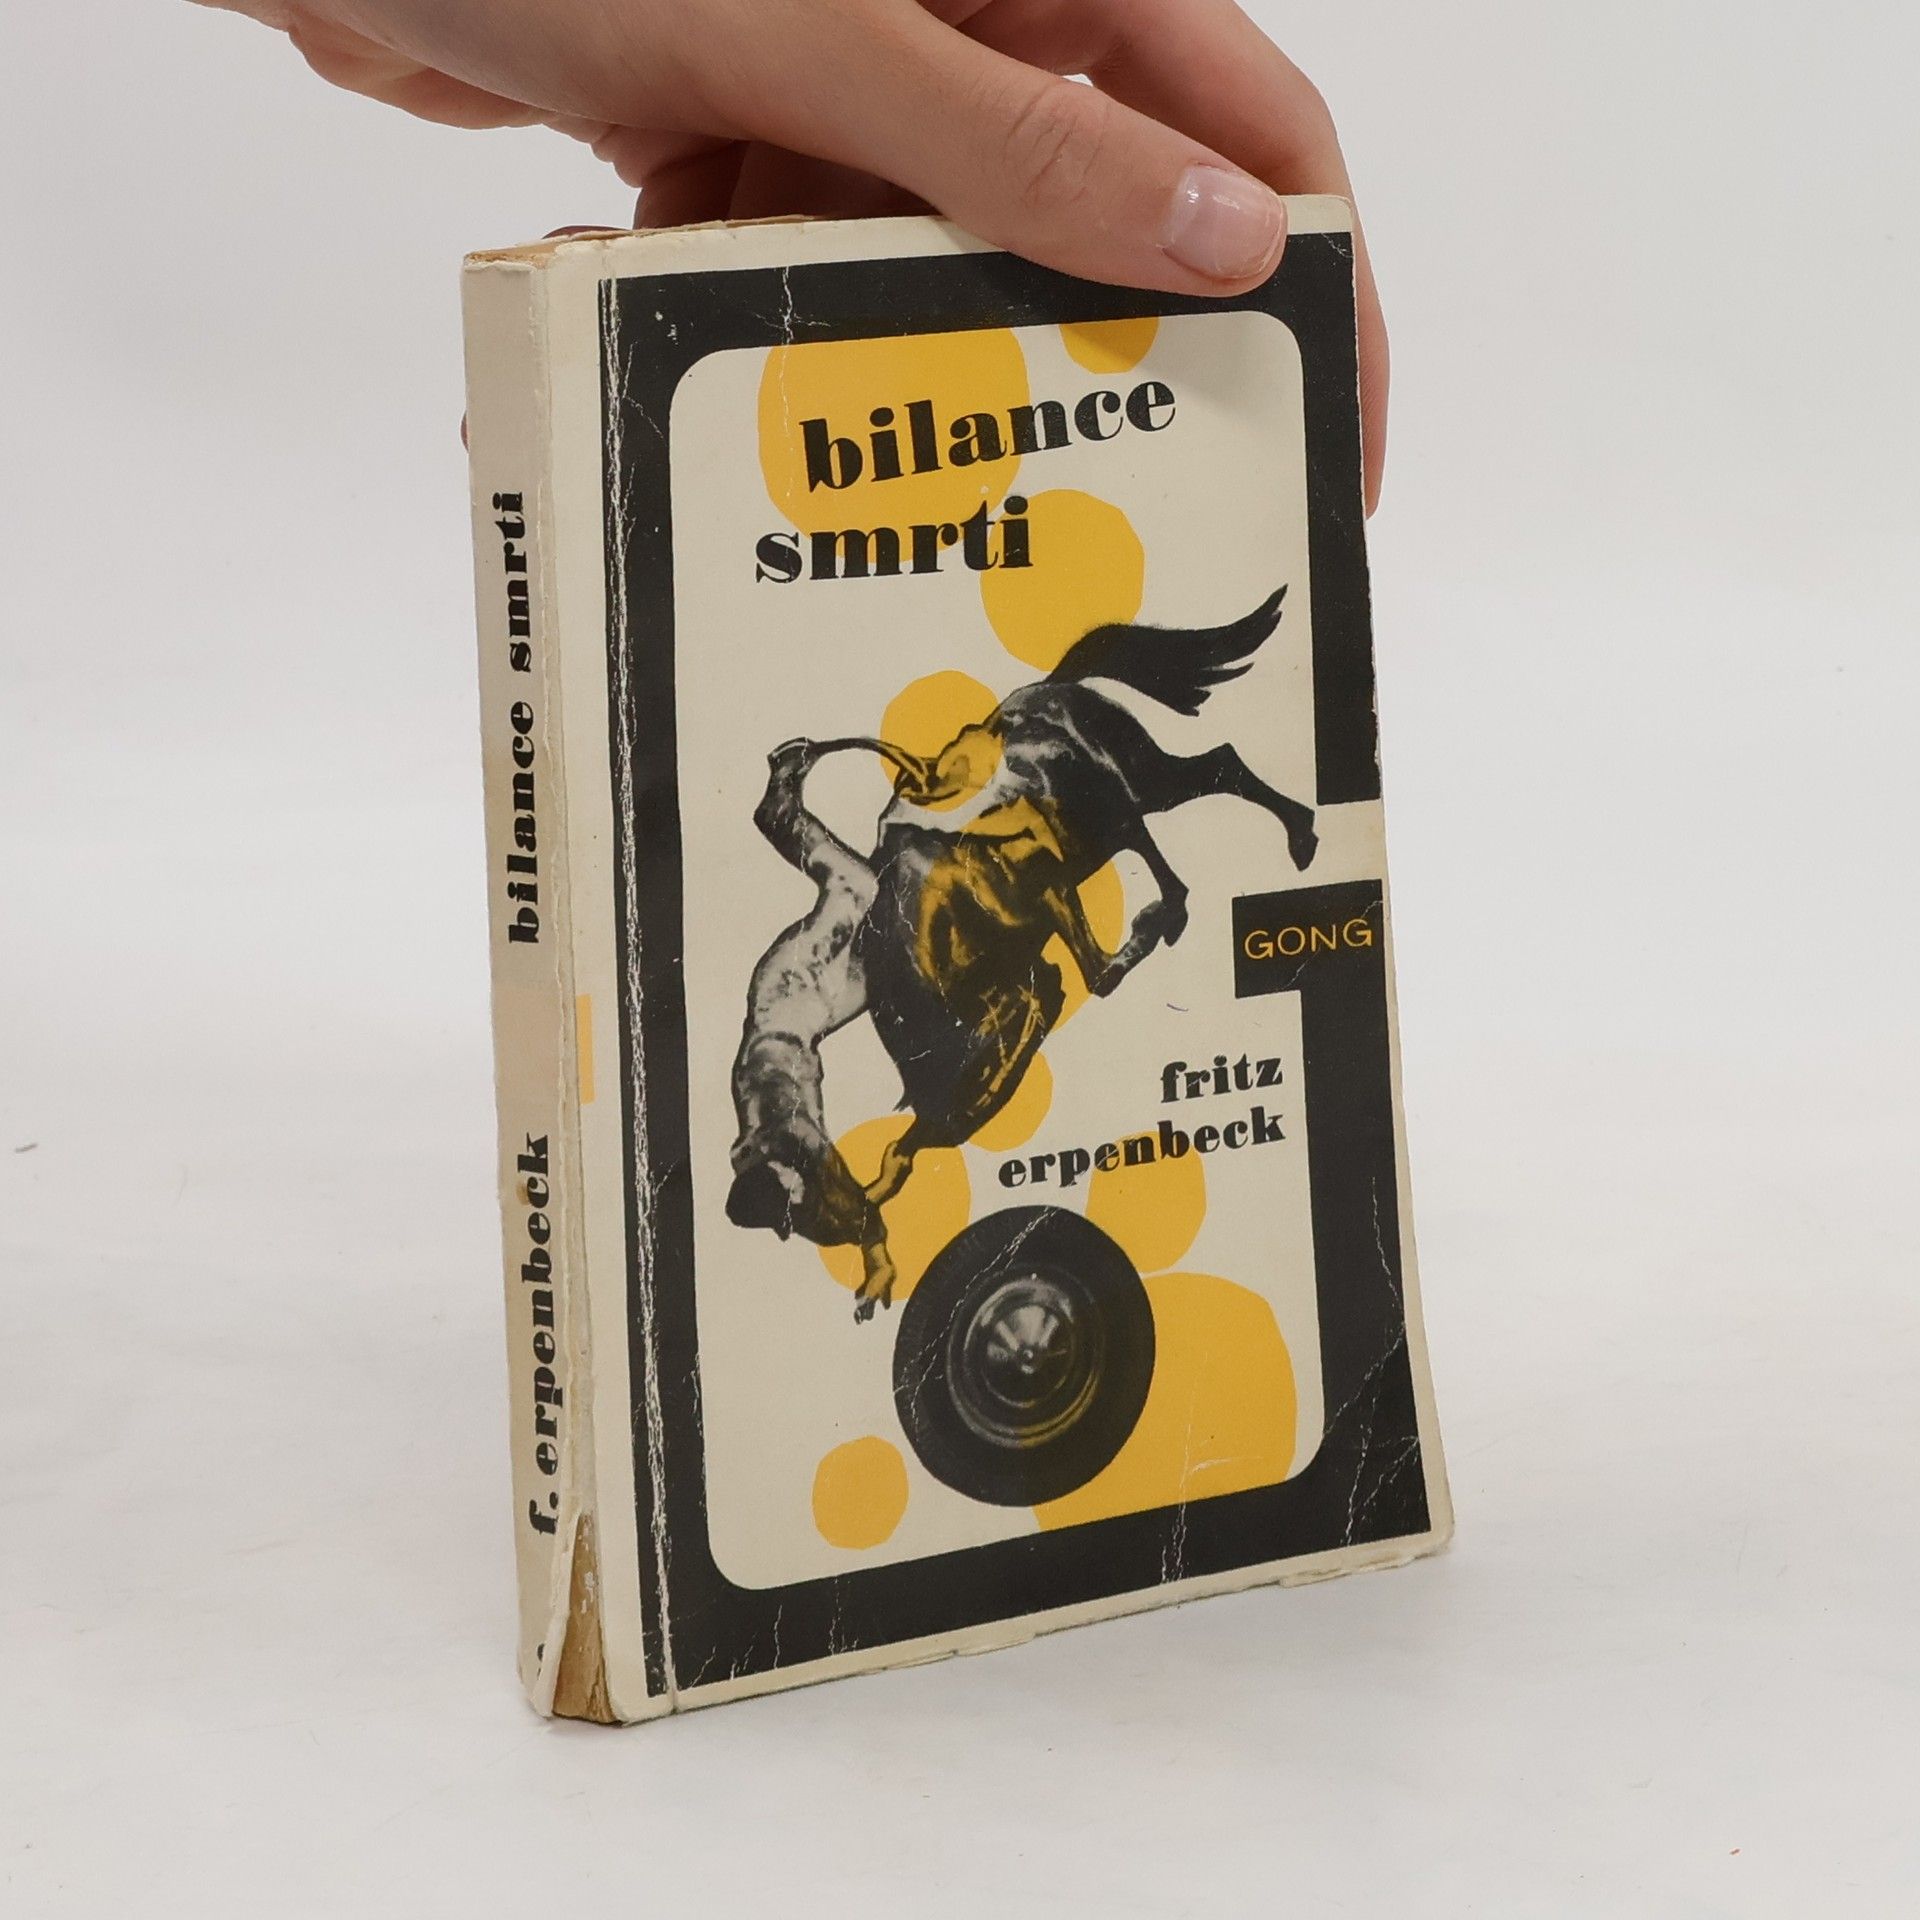 bilance
smrti
GONG
fritz
erpenbeck
f. erpenbeck bilance smrti